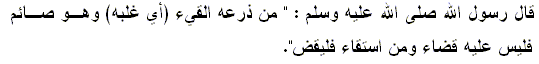 قال رسول الله صلى الله عليه وسلم : " من ذرعه القيء (أي غلبه) وهو صائم
فليس عليه قضاء ومن استقاء فليقض".